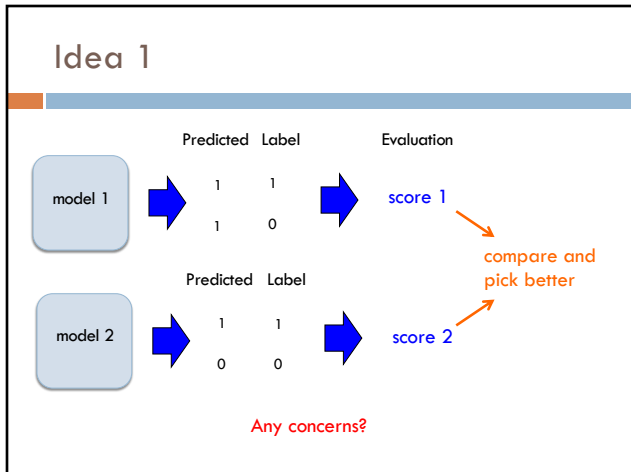 Idea 1
Predicted Label Evaluation
model 1
1 1
score 1
1 0
compare and
pick better
Predicted Label
model 2
1 1
score 2
0 0
Any concerns?